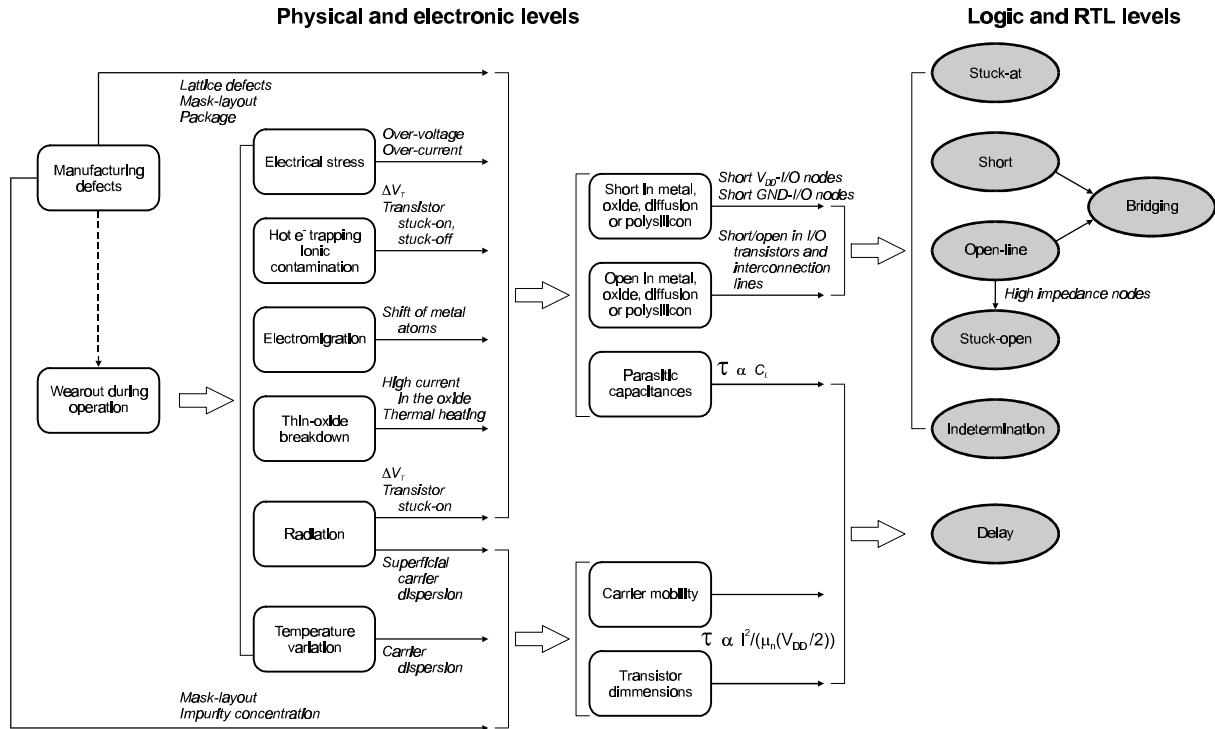 Physical and electronic levels
Logic and RTL levels
Lattice defects
Mask-layout
Package
Manufacturing
defects
Wearout during
operation
Electrical stress
Over-voltage
Over-current
Hot e⁻ trapping
Ionic
contamination
ΔV_T
Transistor
stuck-on,
stuck-off
Electromigration
Shift of metal
atoms
Thin-oxide
breakdown
High current
in the oxide
Thermal heating
Radiation
ΔV_T
Transistor
stuck-on
Superficial
carrier
dispersion
Temperature
variation
Carrier
dispersion
Mask-layout
Impurity concentration
Short in metal,
oxide, diffusion
or polysilicon
Short V_DD-I/O nodes
Short GND-I/O nodes
Open in metal,
oxide, diffusion
or polysilicon
Short/open in I/O
transistors and
interconnection
lines
Parasitic
capacitances
τ α C_L
Carrier mobility
τ α l²/(μ_n(V_DD/2))
Transistor
dimmensions
Stuck-at
Short
Bridging
Open-line
High impedance nodes
Stuck-open
Indetermination
Delay